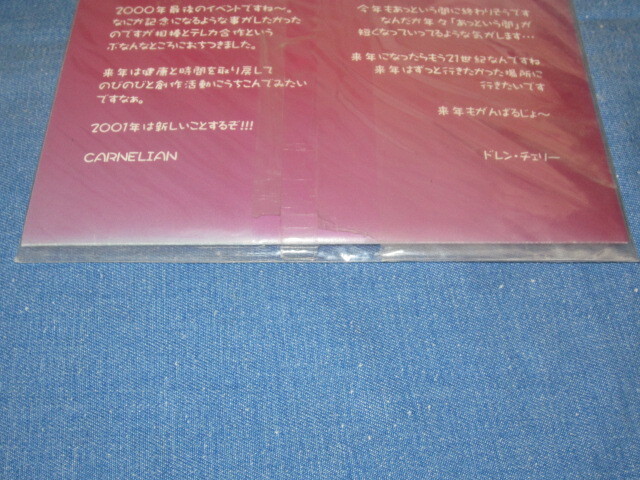 2000年最後のイベントですね〜。
なにか記念になるような事がしたかった
のですが相棒とテレカ合作という
ぶなんなところにおちつきました。
来年は健康と時間を取り戻して
のびのびと創作活動にうちこんでみたい
ですなぁ。
2001年は新しいことするぞ!!!
CARNELIAN
今年もあっという間に終わりそうです
なんだか年々「あっという間」が
短くなっていってるような気がします…
来年になったらもう21世紀なんですね
来年はずっと行きたかった場所に
行きたいです
来年もがんばるじょ〜
ドレン・チェリー